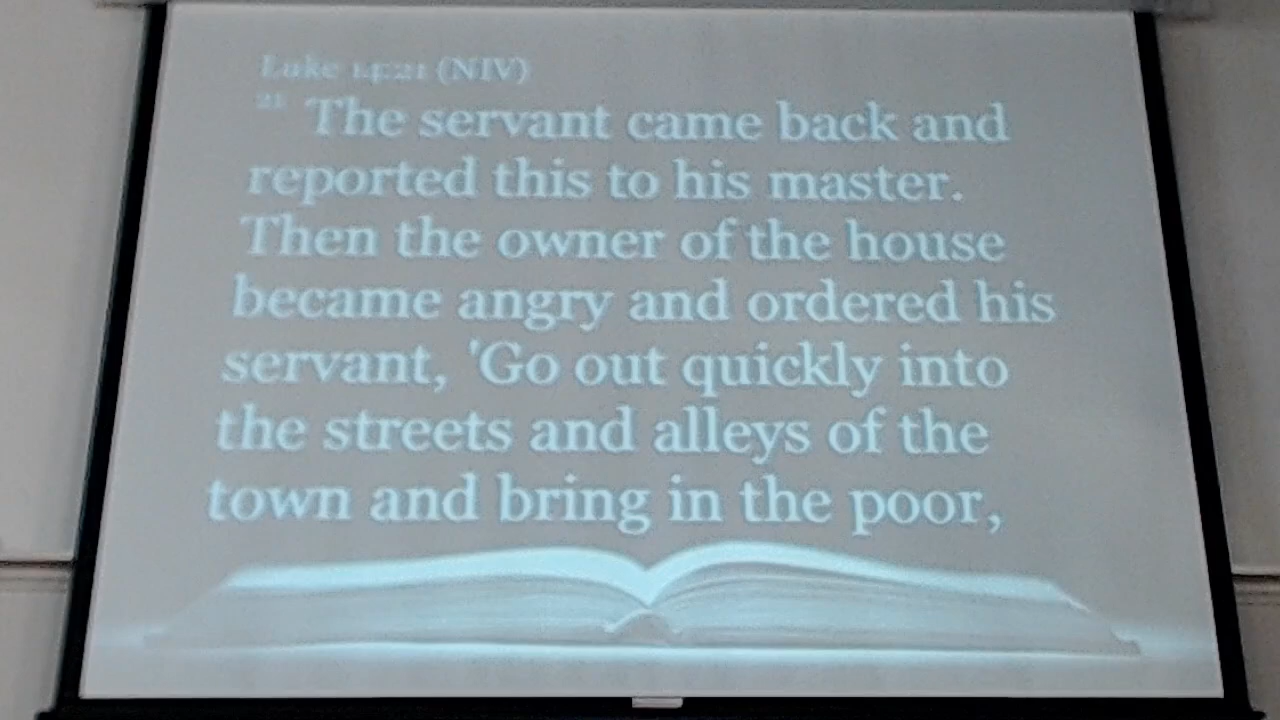 Luke 14:21 (NIV)
21 The servant came back and
reported this to his master.
Then the owner of the house
became angry and ordered his
servant, 'Go out quickly into
the streets and alleys of the
town and bring in the poor,